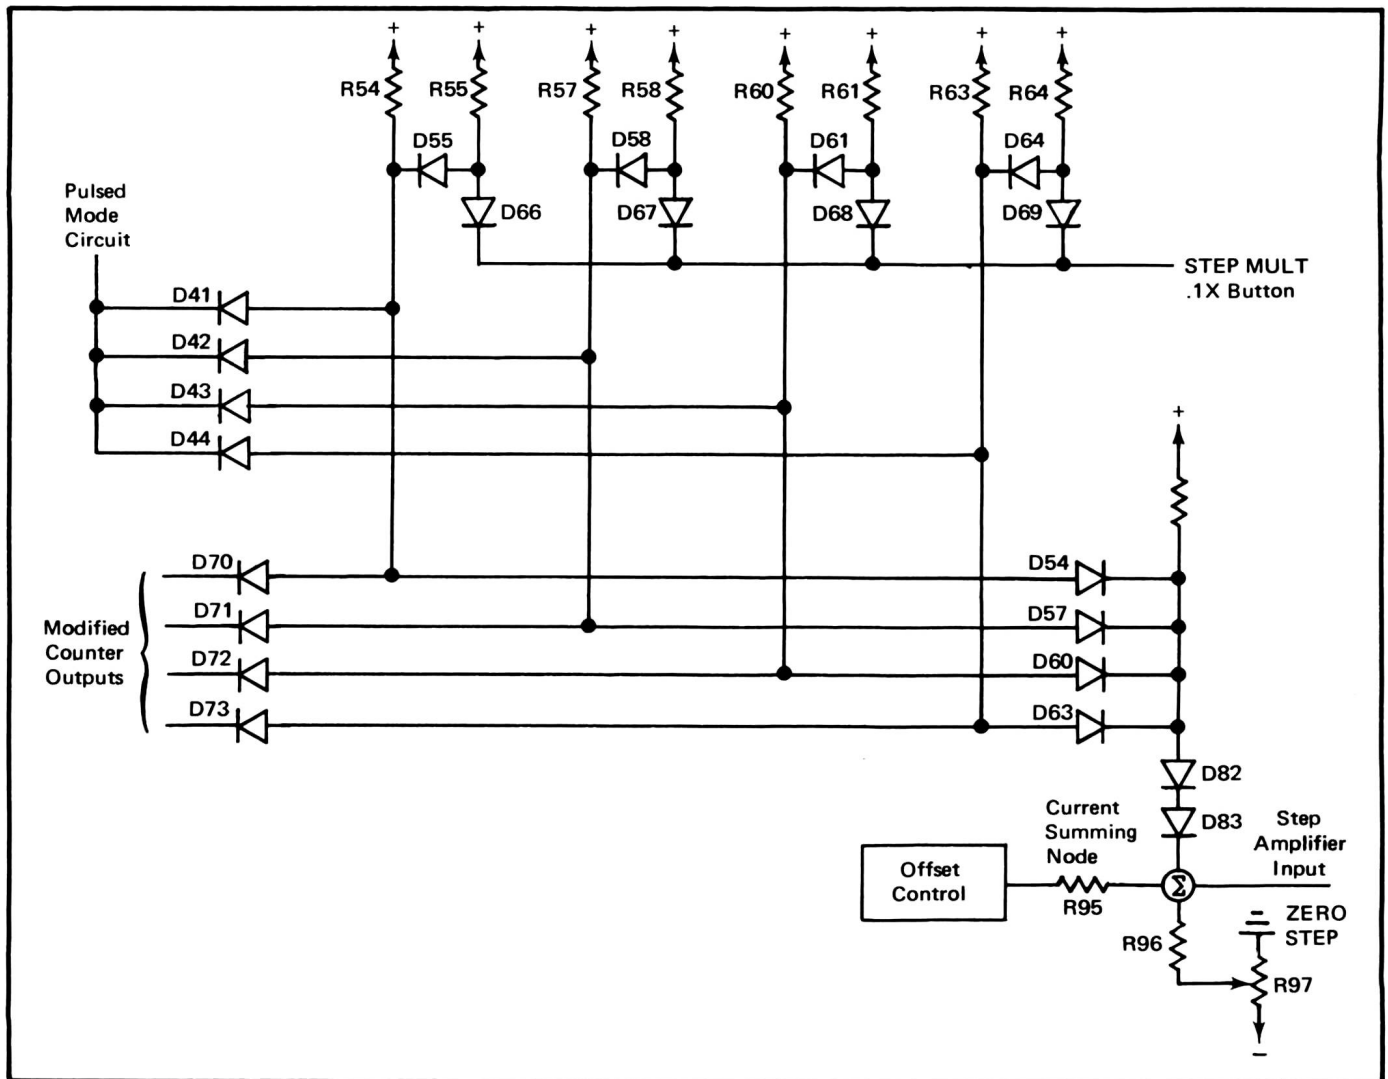 + + + + + + + +
R54 R55 R57 R58 R60 R61 R63 R64
D55 D58 D61 D64
D66 D67 D68 D69
Pulsed
Mode
Circuit
STEP MULT
.1X Button
D41
D42
D43
D44
+
D70 D54
D71 D57
D72 D60
D73 D63
Modified
Counter
Outputs
D82
D83
Current
Summing
Node
Step
Amplifier
Input
Offset
Control
R95
Σ
R96
ZERO
STEP
R97
−